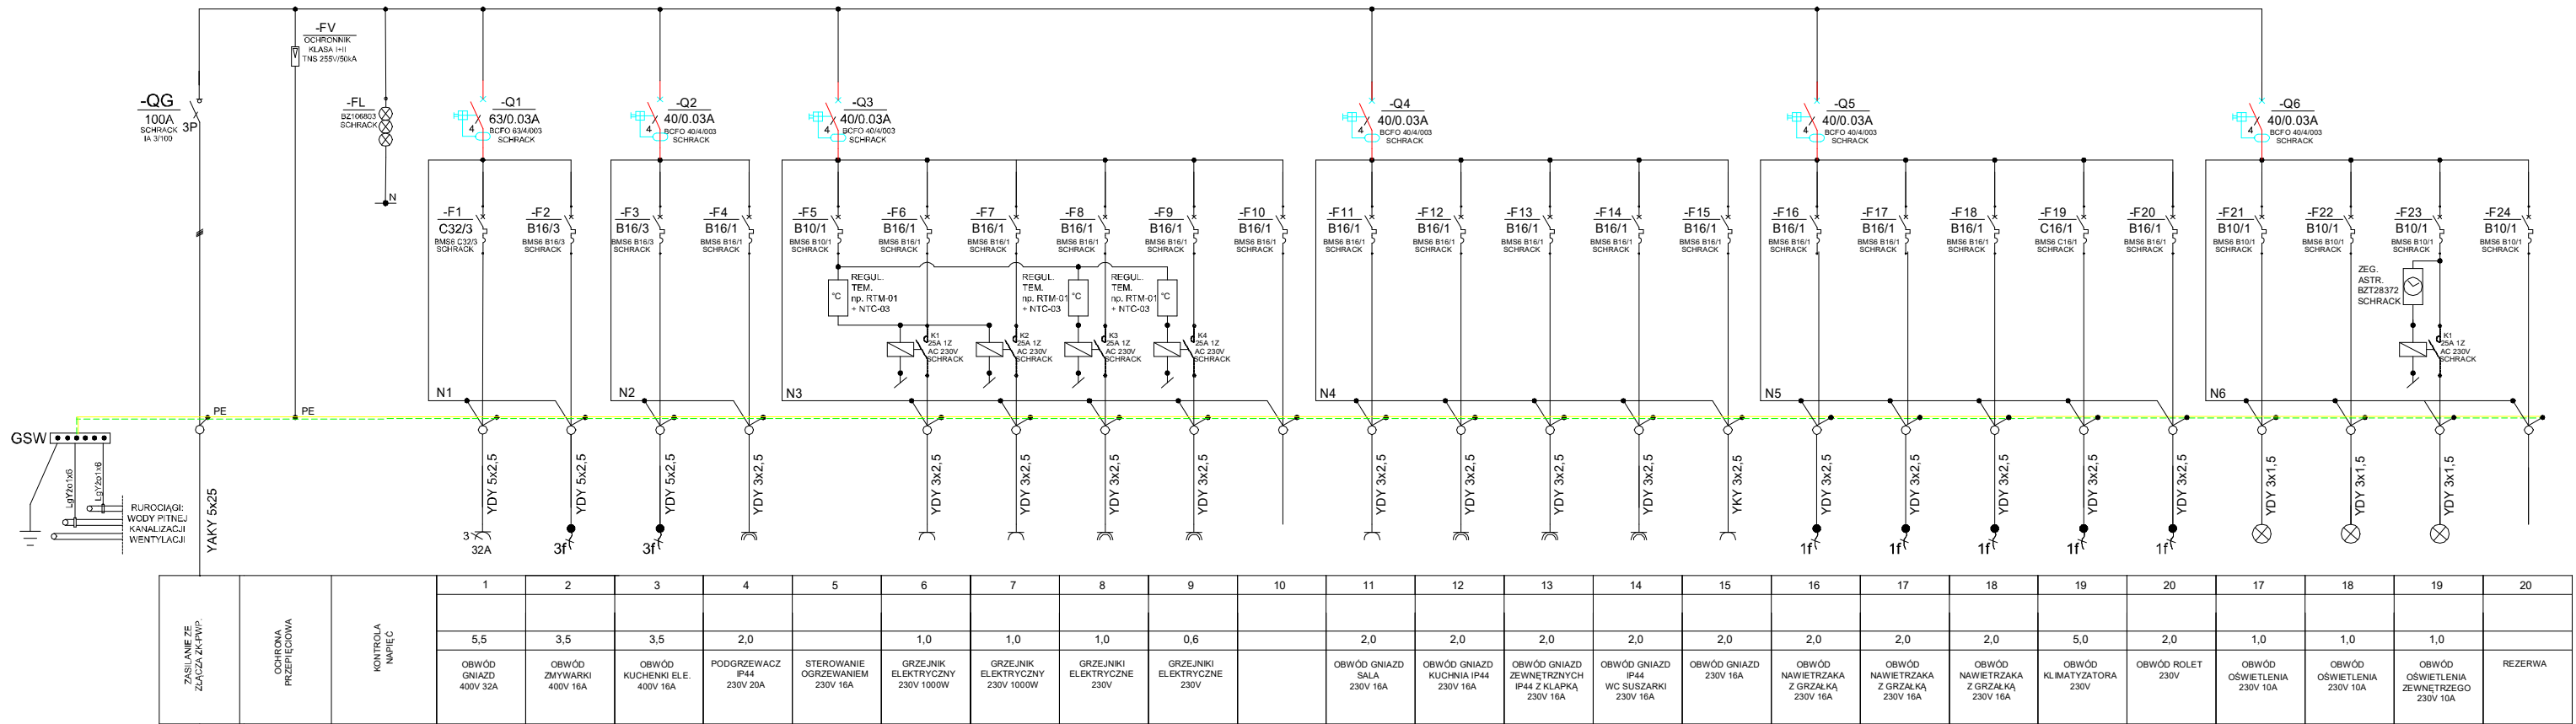 -QG
100A
SCHRACK
IA 3/100
3P
-FV
OCHRONNIK
KLASA I+II
TNS 255V/50kA
-FL
BZ106803
SCHRACK
N
-Q1
63/0.03A
BCFO 63/4/003
SCHRACK
4
-Q2
40/0.03A
BCFO 40/4/003
SCHRACK
4
-Q3
40/0.03A
BCFO 40/4/003
SCHRACK
4
-Q4
40/0.03A
BCFO 40/4/003
SCHRACK
4
-Q5
40/0.03A
BCFO 40/4/003
SCHRACK
4
-Q6
40/0.03A
BCFO 40/4/003
SCHRACK
4
-F1
C32/3
BMS6 C32/3
SCHRACK
-F2
B16/3
BMS6 B16/3
SCHRACK
-F3
B16/3
BMS6 B16/3
SCHRACK
-F4
B16/1
BMS6 B16/1
SCHRACK
-F5
B10/1
BMS6 B10/1
SCHRACK
-F6
B16/1
BMS6 B16/1
SCHRACK
-F7
B16/1
BMS6 B16/1
SCHRACK
-F8
B16/1
BMS6 B16/1
SCHRACK
-F9
B16/1
BMS6 B16/1
SCHRACK
-F10
B16/1
BMS6 B16/1
SCHRACK
-F11
B16/1
BMS6 B16/1
SCHRACK
-F12
B16/1
BMS6 B16/1
SCHRACK
-F13
B16/1
BMS6 B16/1
SCHRACK
-F14
B16/1
BMS6 B16/1
SCHRACK
-F15
B16/1
BMS6 B16/1
SCHRACK
-F16
B16/1
BMS6 B16/1
SCHRACK
-F17
B16/1
BMS6 B16/1
SCHRACK
-F18
B16/1
BMS6 B16/1
SCHRACK
-F19
C16/1
BMS6 C16/1
SCHRACK
-F20
B16/1
BMS6 B16/1
SCHRACK
-F21
B10/1
BMS6 B10/1
SCHRACK
-F22
B10/1
BMS6 B10/1
SCHRACK
-F23
B10/1
BMS6 B10/1
SCHRACK
-F24
B10/1
BMS6 B10/1
SCHRACK
°C
REGUL.
TEM.
np. RTM-01
+ NTC-03
REGUL.
TEM.
np. RTM-01
+ NTC-03
°C
REGUL.
TEM.
np. RTM-01
+ NTC-03
°C
ZEG.
ASTR.
BZT28372
SCHRACK
K1
25A 1Z
AC 230V
SCHRACK
K2
25A 1Z
AC 230V
SCHRACK
K3
25A 1Z
AC 230V
SCHRACK
K4
25A 1Z
AC 230V
SCHRACK
K1
25A 1Z
AC 230V
SCHRACK
N1
N2
N3
N4
N5
N6
PE
PE
GSW
LgYżo1x6
LgYżo1x6
RUROCIĄGI:
WODY PITNEJ
KANALIZACJI
WENTYLACJI
YAKY 5x25
YDY 5x2,5
YDY 5x2,5
YDY 5x2,5
YDY 3x2,5
YDY 3x2,5
YDY 3x2,5
YDY 3x2,5
YDY 3x2,5
YDY 3x2,5
YDY 3x2,5
YDY 3x2,5
YDY 3x2,5
YKY 3x2,5
YDY 3x2,5
YDY 3x2,5
YDY 3x2,5
YDY 3x2,5
YDY 3x2,5
YDY 3x1,5
YDY 3x1,5
YDY 3x1,5
3
32A
3f
3f
1f
1f
1f
1f
1f
ZASILANIE ZE
ZŁĄCZA ZK-PWP.
OCHRONA
PRZEPIĘCIOWA
KONTROLA
NAPIĘĆ
1 2 3 4 5 6 7 8 9 10 11 12 13 14 15 16 17 18 19 20 17 18 19 20
5,5 3,5 3,5 2,0 1,0 1,0 1,0 0,6 2,0 2,0 2,0 2,0 2,0 2,0 2,0 2,0 5,0 2,0 1,0 1,0 1,0
OBWÓD
GNIAZD
400V 32A
OBWÓD
ZMYWARKI
400V 16A
OBWÓD
KUCHENKI ELE.
400V 16A
PODGRZEWACZ
IP44
230V 20A
STEROWANIE
OGRZEWANIEM
230V 16A
GRZEJNIK
ELEKTRYCZNY
230V 1000W
GRZEJNIK
ELEKTRYCZNY
230V 1000W
GRZEJNIKI
ELEKTRYCZNE
230V
GRZEJNIKI
ELEKTRYCZNE
230V
OBWÓD GNIAZD
SALA
230V 16A
OBWÓD GNIAZD
KUCHNIA IP44
230V 16A
OBWÓD GNIAZD
ZEWNĘTRZNYCH
IP44 Z KLAPKĄ
230V 16A
OBWÓD GNIAZD
IP44
WC SUSZARKI
230V 16A
OBWÓD GNIAZD
230V 16A
OBWÓD
NAWIETRZAKA
Z GRZAŁKĄ
230V 16A
OBWÓD
NAWIETRZAKA
Z GRZAŁKĄ
230V 16A
OBWÓD
NAWIETRZAKA
Z GRZAŁKĄ
230V 16A
OBWÓD
KLIMATYZATORA
230V
OBWÓD ROLET
230V
OBWÓD
OŚWIETLENIA
230V 10A
OBWÓD
OŚWIETLENIA
230V 10A
OBWÓD
OŚWIETLENIA
ZEWNĘTRZEGO
230V 10A
REZERWA